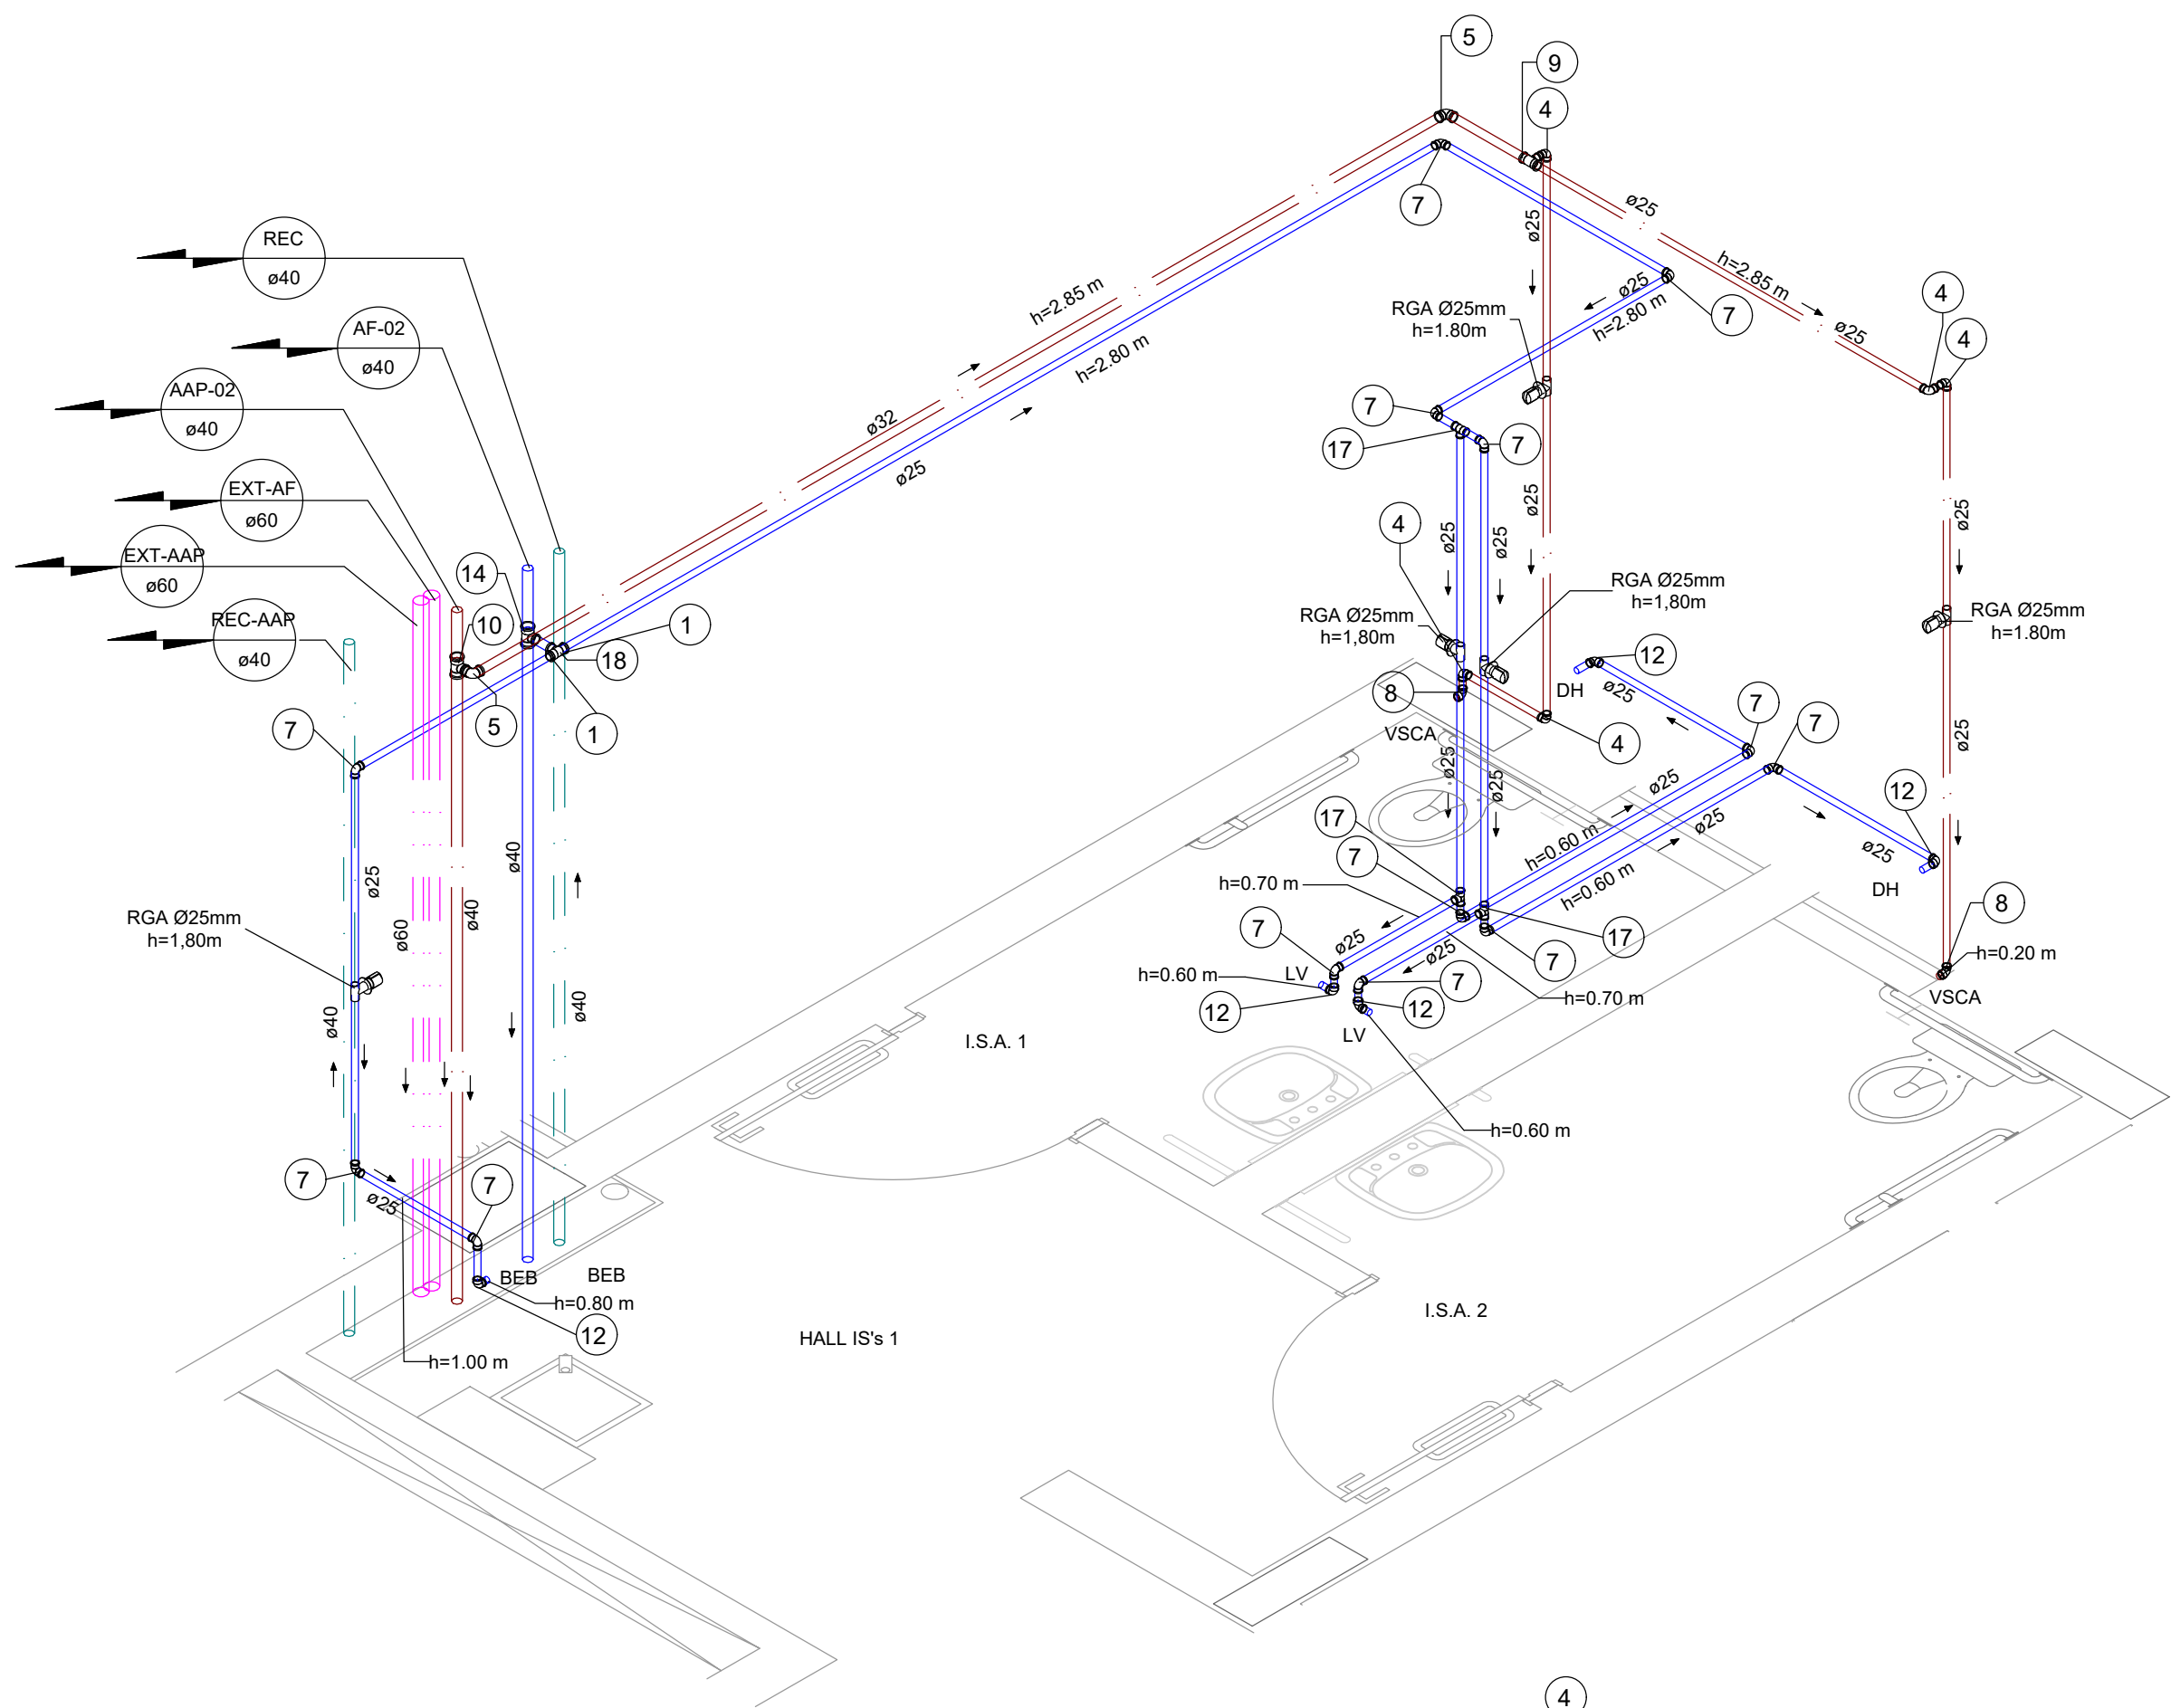 5
9
4
7
ø25
ø25
h=2.85 m
ø25
REC
ø40
AF-02
ø40
AAP-02
ø40
EXT-AF
ø60
EXT-AAP
ø60
REC-AAP
ø40
h=2.85 m
h=2.80 m
ø32
ø25
ø25
h=2.80 m
7
4
4
RGA Ø25mm
h=1.80m
7
17
7
4
ø25
ø25
ø25
ø25
RGA Ø25mm
h=1,80m
RGA Ø25mm
h=1,80m
RGA Ø25mm
h=1.80m
14
10
1
18
5
1
7
8
VSCA
4
DH
12
ø25
7
7
ø25
ø25
ø25
ø25
ø25
12
ø25
DH
17
7
h=0.60 m
h=0.60 m
h=0.70 m
7
ø25
ø25
h=0.60 m
LV
12
7
12
LV
7
17
h=0.70 m
h=0.60 m
8
h=0.20 m
VSCA
ø25
RGA Ø25mm
h=1,80m
ø40
ø60
ø40
ø40
ø40
7
ø25
7
BEB
BEB
h=0.80 m
12
h=1.00 m
I.S.A. 1
I.S.A. 2
HALL IS's 1
4